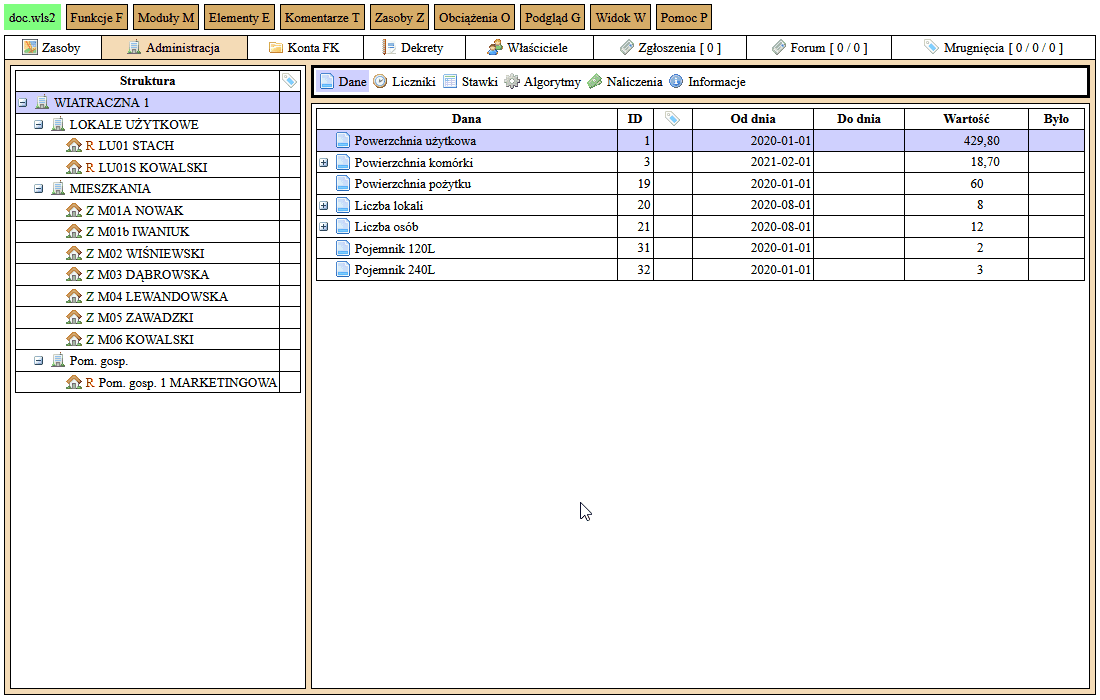 doc.wls2 Funkcje F Moduły M Elementy E Komentarze T Zasoby Z Obciążenia O Podgląd G Widok W Pomoc P
Zasoby Administracja Konta FK Dekrety Właściciele Zgłoszenia [ 0 ] Forum [ 0 / 0 ] Mrugnięcia [ 0 / 0 / 0 ]
Struktura
WIATRACZNA 1
LOKALE UŻYTKOWE
R LU01 STACH
R LU01S KOWALSKI
MIESZKANIA
Z M01A NOWAK
Z M01b IWANIUK
Z M02 WIŚNIEWSKI
Z M03 DĄBROWSKA
Z M04 LEWANDOWSKA
Z M05 ZAWADZKI
Z M06 KOWALSKI
Pom. gosp.
R Pom. gosp. 1 MARKETINGOWA
Dane Liczniki Stawki Algorytmy Naliczenia Informacje
Dana ID Od dnia Do dnia Wartość Było
Powerzchnia użytkowa 1 2020-01-01 429,80
Powierzchnia komórki 3 2021-02-01 18,70
Powierzchnia pożytku 19 2020-01-01 60
Liczba lokali 20 2020-08-01 8
Liczba osób 21 2020-08-01 12
Pojemnik 120L 31 2020-01-01 2
Pojemnik 240L 32 2020-01-01 3